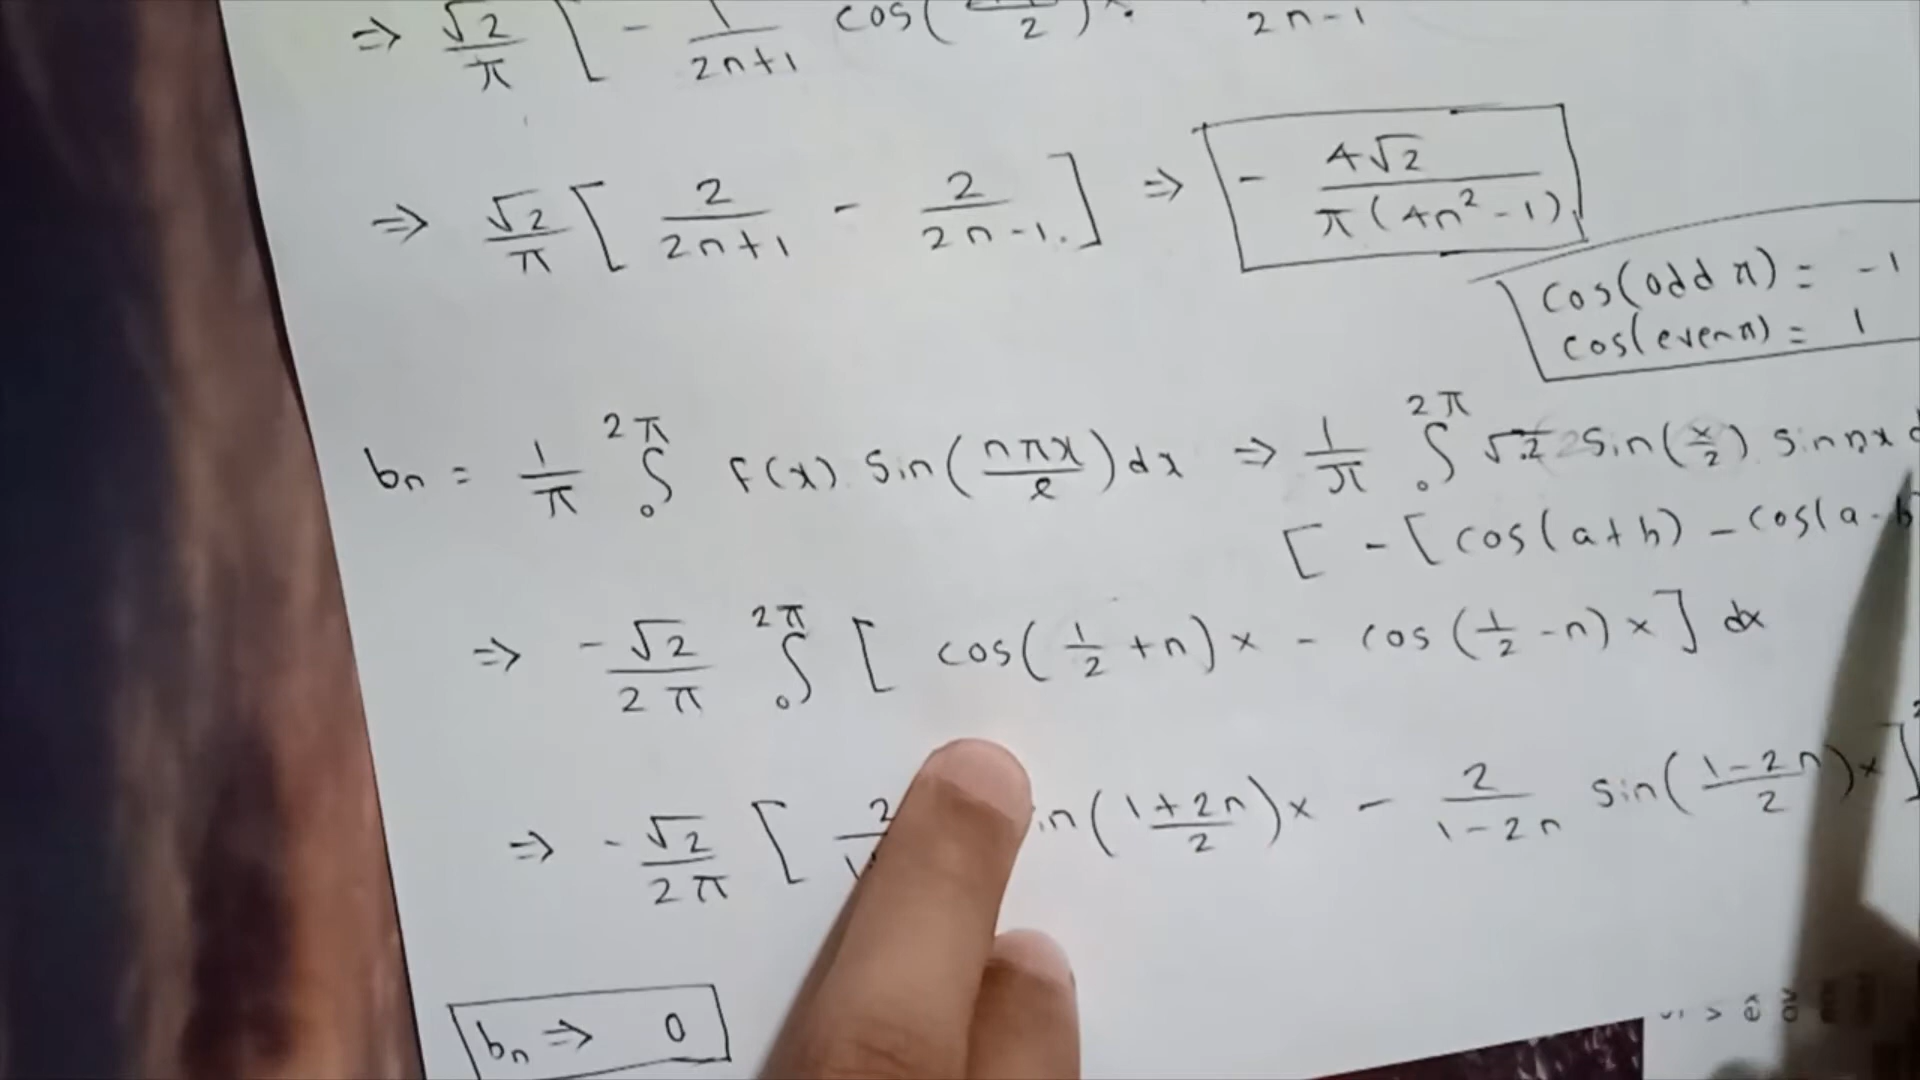 ⇒ √2/π [ - 1/2n+1 cos( /2)x 2n-1
⇒ √2/π [ 2/2n+1 - 2/2n-1. ] ⇒ - 4√2/π(4n²-1)
cos(odd π) = -1
cos(even π) = 1
bn = 1/π ∫₀^2π f(x) sin(nπx/l)dx ⇒ 1/π ∫₀^2π √2 sin(x/2) sin nx d
[ - [ cos(a+b) - cos(a-b
⇒ -√2/2π ∫₀^2π [ cos(1/2 +n)x - cos(1/2 -n)x ] dx
⇒ -√2/2π [ 2/1 in(1+2n/2)x - 2/1-2n sin(1-2n/2)x ]
bn ⇒ 0